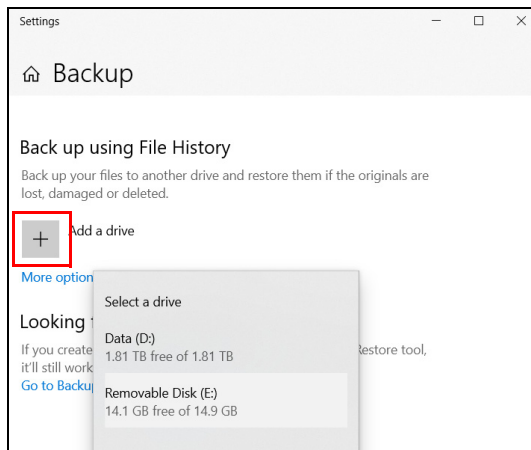 Settings
Backup
Back up using File History
Back up your files to another drive and restore them if the originals are
lost, damaged or deleted.
Add a drive
More option
Select a drive
Looking
Data (D:)
1.81 TB free of 1.81 TB
If you create
Restore tool,
it'll still work
Go to Backu
Removable Disk (E:)
14.1 GB free of 14.9 GB